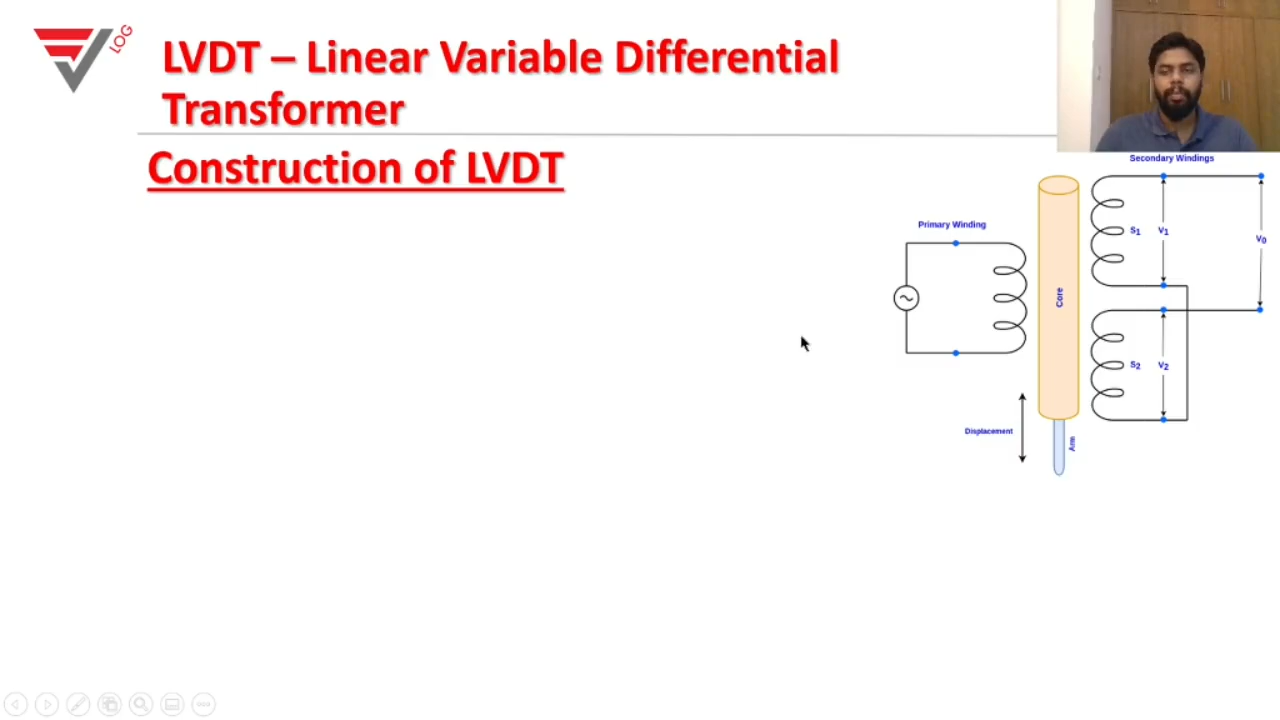 LOG
LVDT – Linear Variable Differential
Transformer
Construction of LVDT
Secondary Windings
Primary Winding
S1
V1
V0
Core
S2
V2
Displacement
Arm